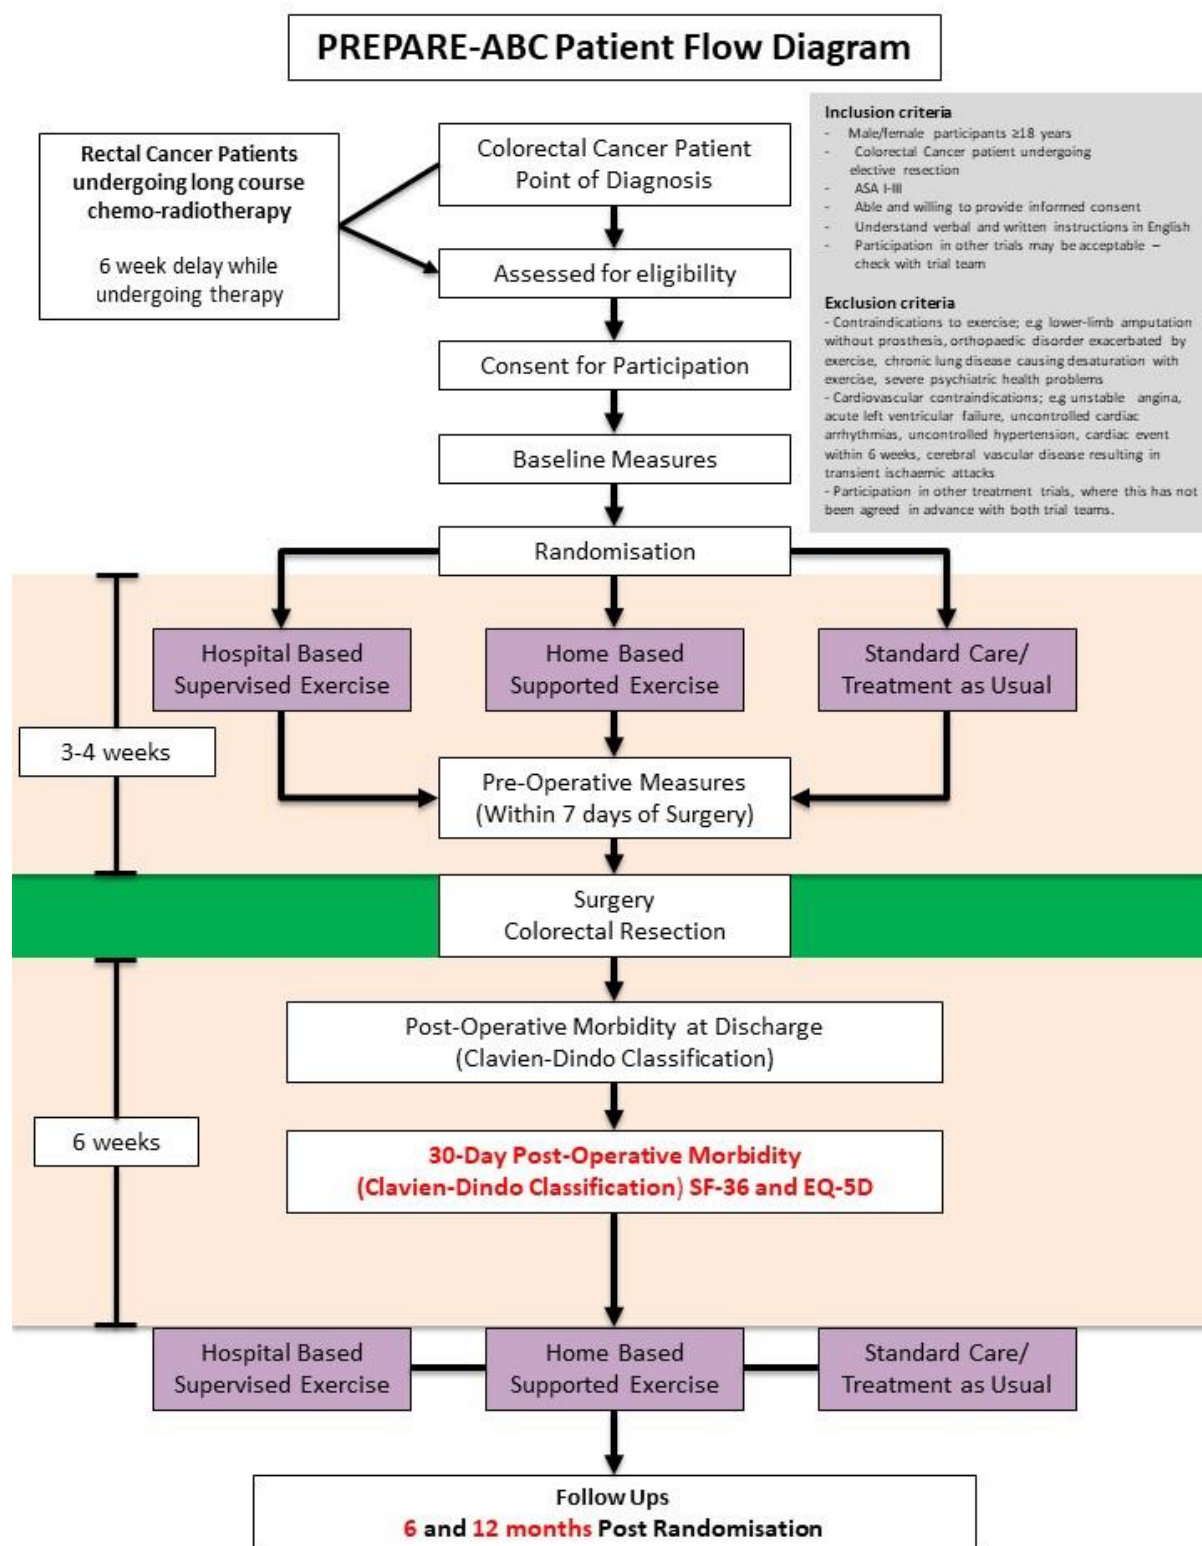 PREPARE-ABC Patient Flow Diagram
Rectal Cancer Patients
undergoing long course
chemo-radiotherapy
6 week delay while
undergoing therapy
Colorectal Cancer Patient
Point of Diagnosis
Assessed for eligibility
Consent for Participation
Baseline Measures
Randomisation
Inclusion criteria
- Male/female participants ≥18 years
- Colorectal Cancer patient undergoing
elective resection
- ASA I-III
- Able and willing to provide informed consent
- Understand verbal and written instructions in English
- Participation in other trials may be acceptable –
check with trial team
Exclusion criteria
- Contraindications to exercise; e.g lower-limb amputation
without prosthesis, orthopaedic disorder exacerbated by
exercise, chronic lung disease causing desaturation with
exercise, severe psychiatric health problems
- Cardiovascular contraindications; e.g unstable angina,
acute left ventricular failure, uncontrolled cardiac
arrhythmias, uncontrolled hypertension, cardiac event
within 6 weeks, cerebral vascular disease resulting in
transient ischaemic attacks
- Participation in other treatment trials, where this has not
been agreed in advance with both trial teams.
Hospital Based
Supervised Exercise
Home Based
Supported Exercise
Standard Care/
Treatment as Usual
3-4 weeks
Pre-Operative Measures
(Within 7 days of Surgery)
Surgery
Colorectal Resection
Post-Operative Morbidity at Discharge
(Clavien-Dindo Classification)
6 weeks
30-Day Post-Operative Morbidity
(Clavien-Dindo Classification) SF-36 and EQ-5D
Hospital Based
Supervised Exercise
Home Based
Supported Exercise
Standard Care/
Treatment as Usual
Follow Ups
6 and 12 months Post Randomisation